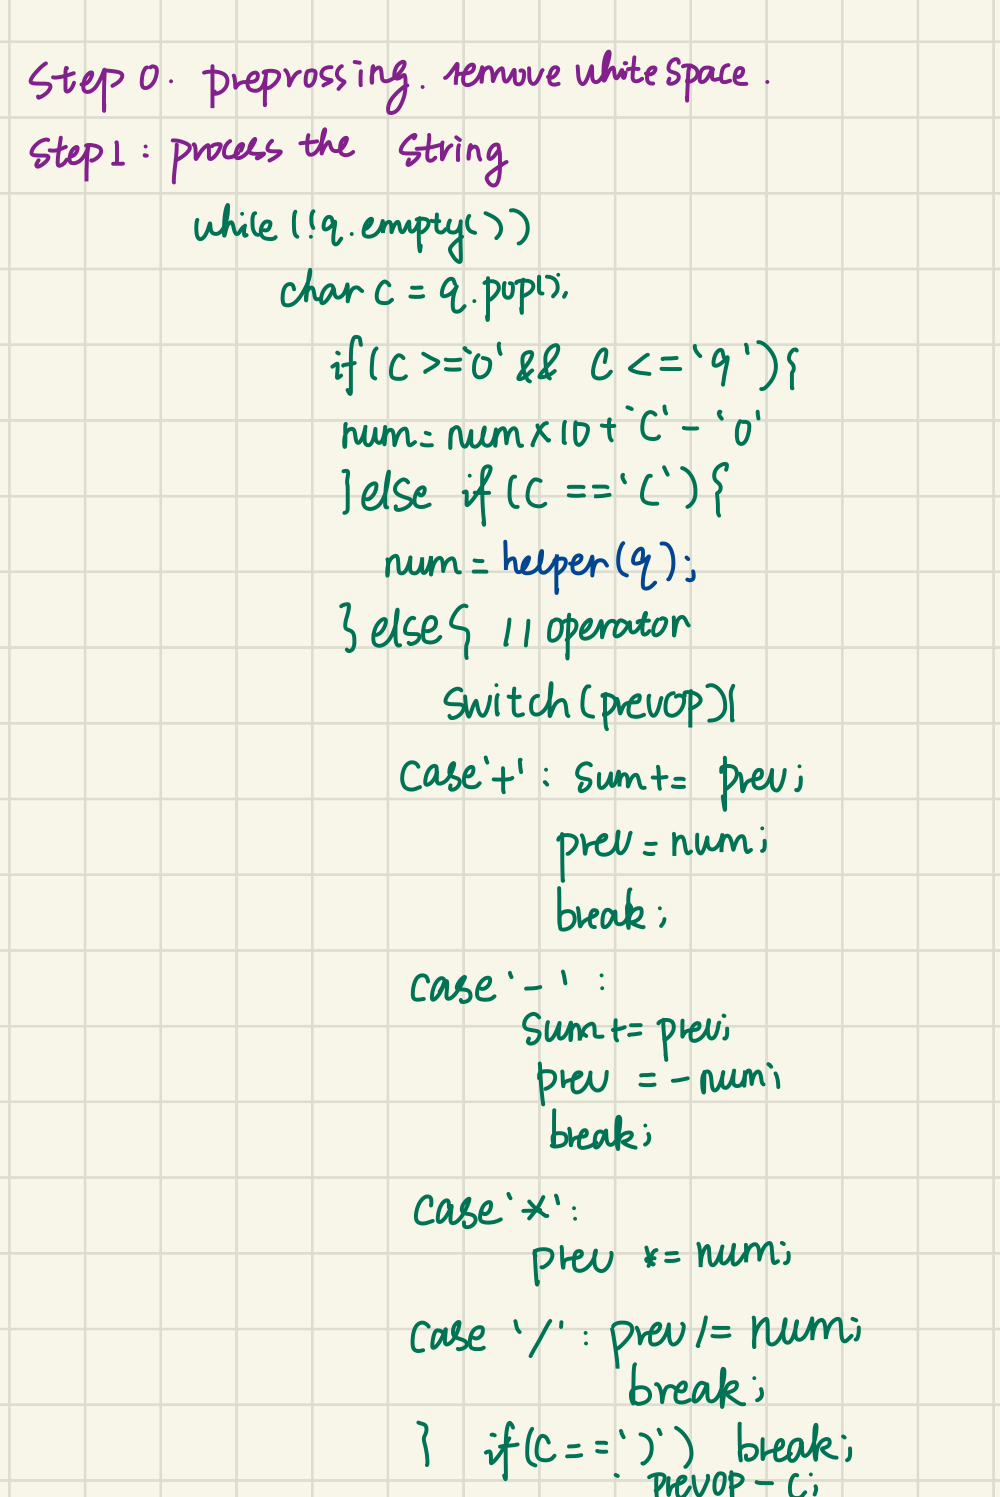 Step 0. preprossing. remove white space.
Step1: process the String
while(!q.empty())
char c = q.pop();
if(c >='0' && c <='9'){
num = num × 10 + 'c' - '0'
}else if(c =='('){
num = helper(q);
}else{ // operator
switch(prevop){
case'+': sum+= prev;
prev = num;
break;
case '-':
sum += prev;
prev = -num;
break;
case '*':
prev *= num;
case '/': prev /= num;
break;
} if(c ==')') break;
prevop - c;